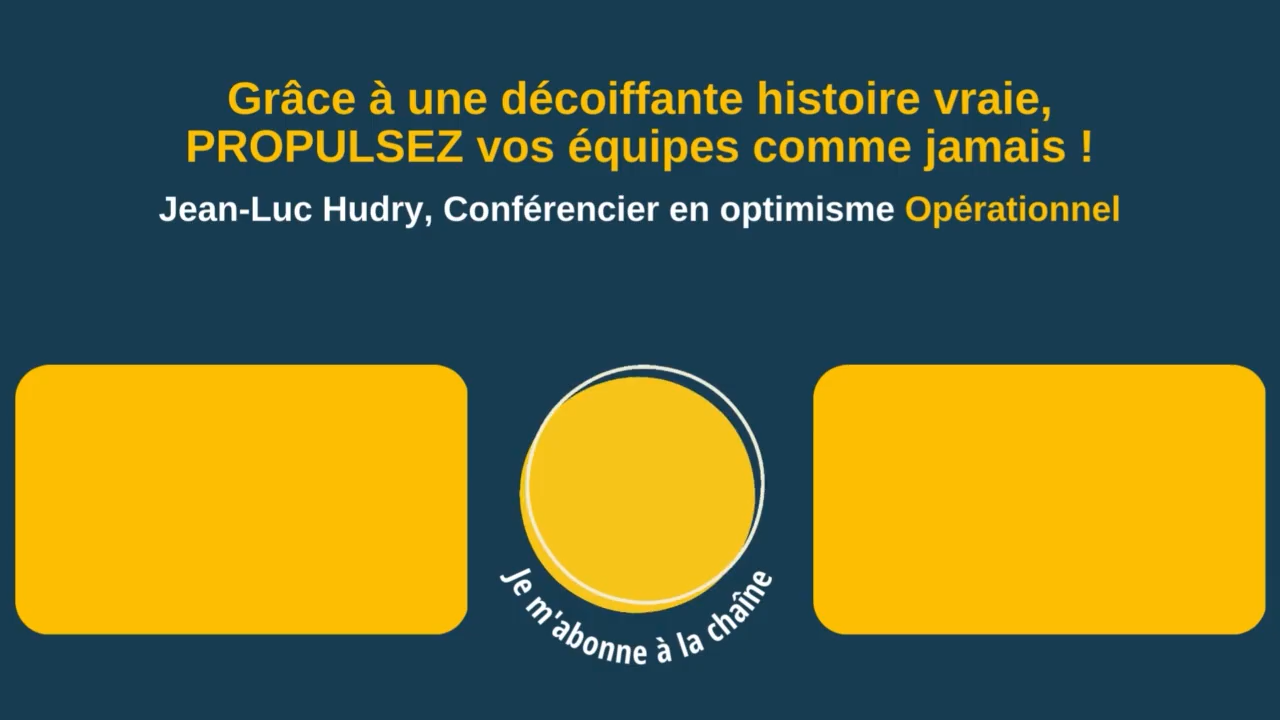 Grâce à une décoiffante histoire vraie,
PROPULSEZ vos équipes comme jamais !
Jean-Luc Hudry, Conférencier en optimisme Opérationnel
Je m'abonne à la chaîne